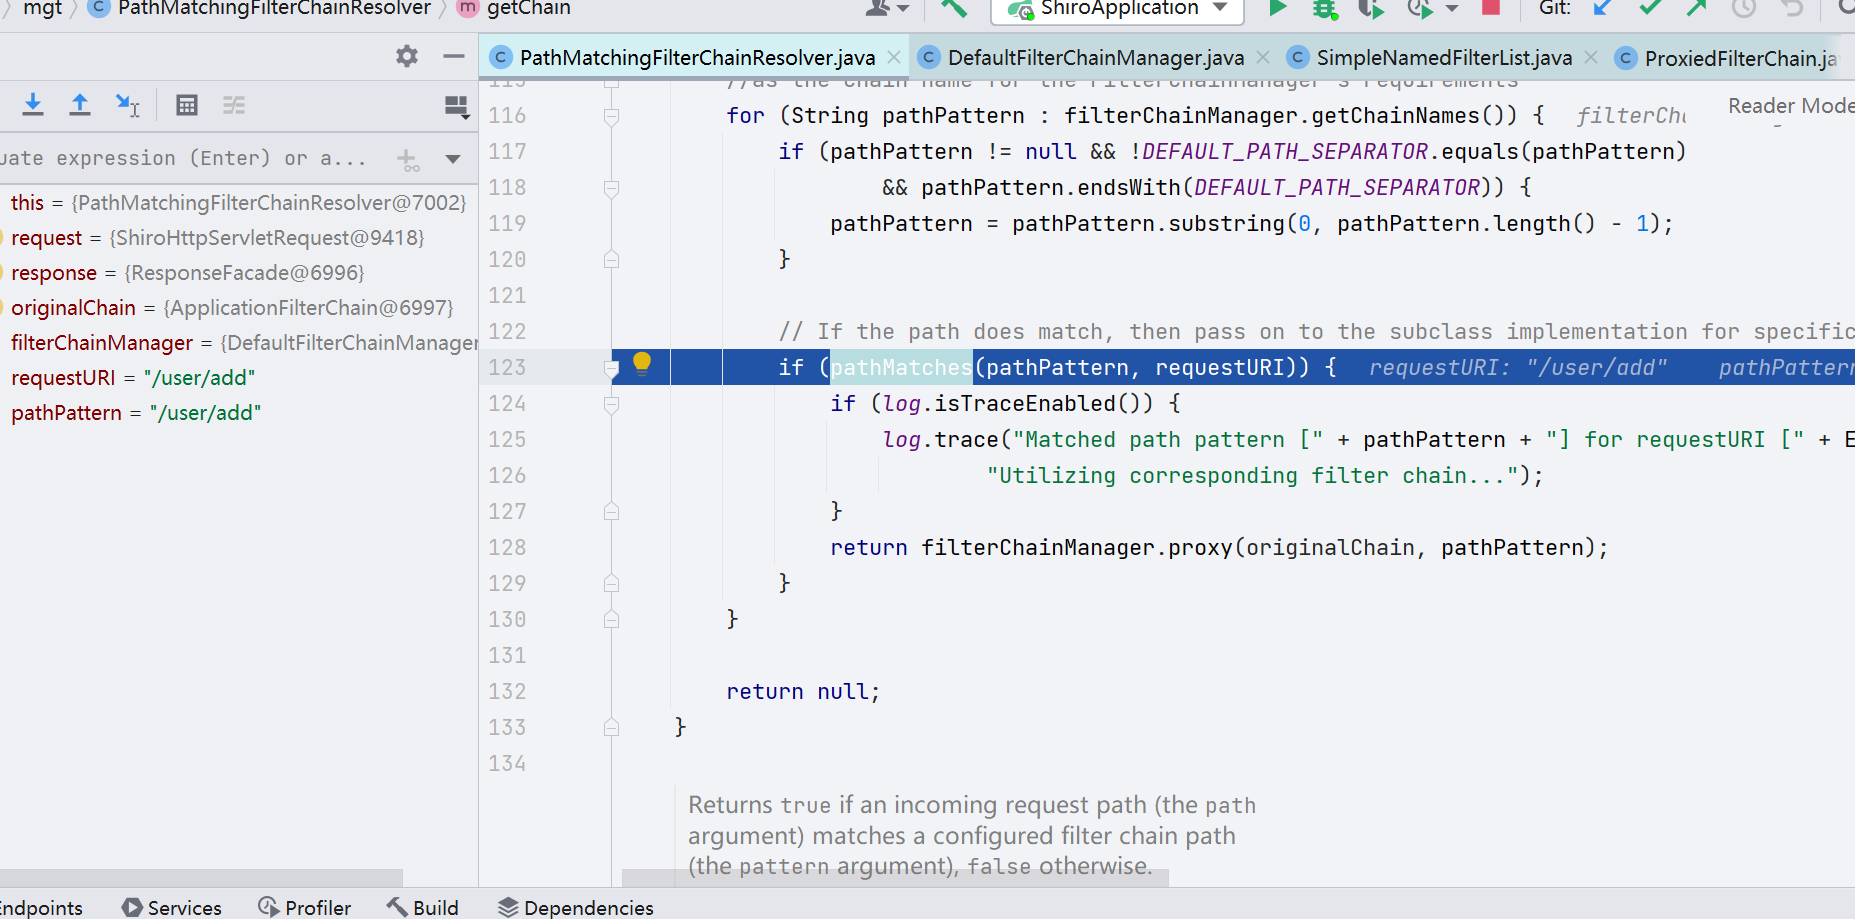 mgt PathMatchingFilterChainResolver getChain
ShiroApplication Git:
PathMatchingFilterChainResolver.java DefaultFilterChainManager.java SimpleNamedFilterList.java ProxiedFilterChain.ja
uate expression (Enter) or a...
this = {PathMatchingFilterChainResolver@7002}
request = {ShiroHttpServletRequest@9418}
response = {ResponseFacade@6996}
originalChain = {ApplicationFilterChain@6997}
filterChainManager = {DefaultFilterChainManager
requestURI = "/user/add"
pathPattern = "/user/add"
Reader Mode
115 //as the chain name for the FilterChainManager's requirements
116 for (String pathPattern : filterChainManager.getChainNames()) { filterCh
117 if (pathPattern != null && !DEFAULT_PATH_SEPARATOR.equals(pathPattern)
118 && pathPattern.endsWith(DEFAULT_PATH_SEPARATOR)) {
119 pathPattern = pathPattern.substring(0, pathPattern.length() - 1);
120 }
121
122 // If the path does match, then pass on to the subclass implementation for specific
123 if (pathMatches(pathPattern, requestURI)) { requestURI: "/user/add" pathPattern
124 if (log.isTraceEnabled()) {
125 log.trace("Matched path pattern [" + pathPattern + "] for requestURI [" + E
126 "Utilizing corresponding filter chain...");
127 }
128 return filterChainManager.proxy(originalChain, pathPattern);
129 }
130 }
131
132 return null;
133 }
134
Returns true if an incoming request path (the path
argument) matches a configured filter chain path
(the pattern argument), false otherwise.
Endpoints Services Profiler Build Dependencies